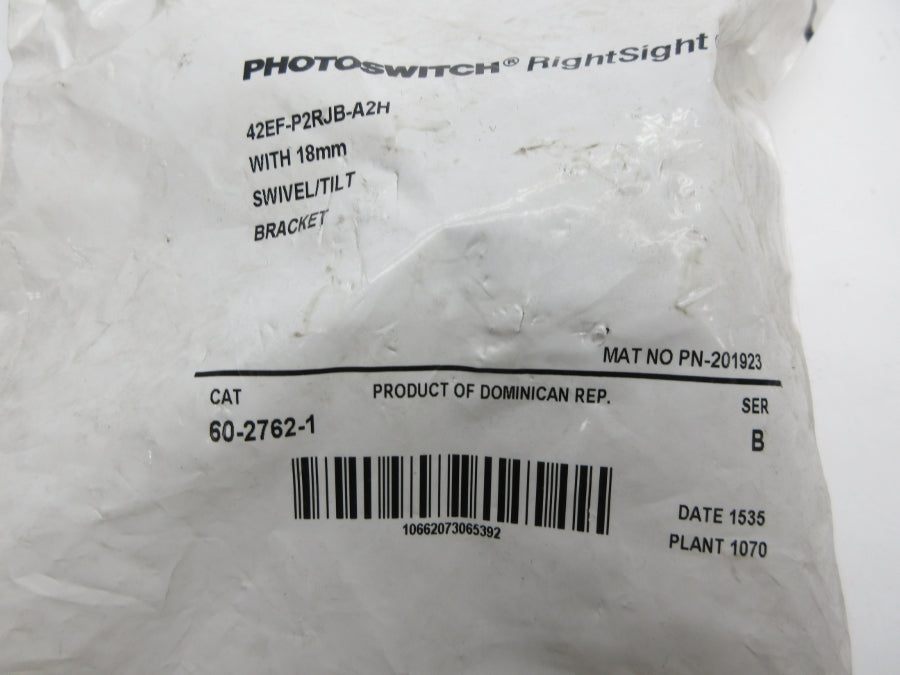 PHOTOSWITCH® RightSight
42EF-P2RJB-A2H
WITH 18mm
SWIVEL/TILT
BRACKET
MAT NO PN-201923
CAT
PRODUCT OF DOMINICAN REP.
SER
60-2762-1
B
10662073065392
DATE 1535
PLANT 1070